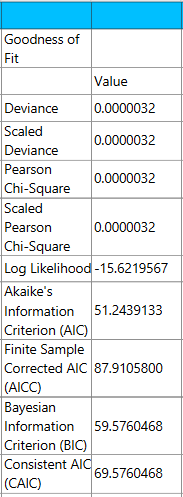 Goodness of
Fit
Value
Deviance 0.0000032
Scaled
Deviance 0.0000032
Pearson
Chi-Square 0.0000032
Scaled
Pearson
Chi-Square 0.0000032
Log Likelihood -15.6219567
Akaike's
Information
Criterion (AIC) 51.2439133
Finite Sample
Corrected AIC
(AICC) 87.9105800
Bayesian
Information
Criterion (BIC) 59.5760468
Consistent AIC
(CAIC) 69.5760468